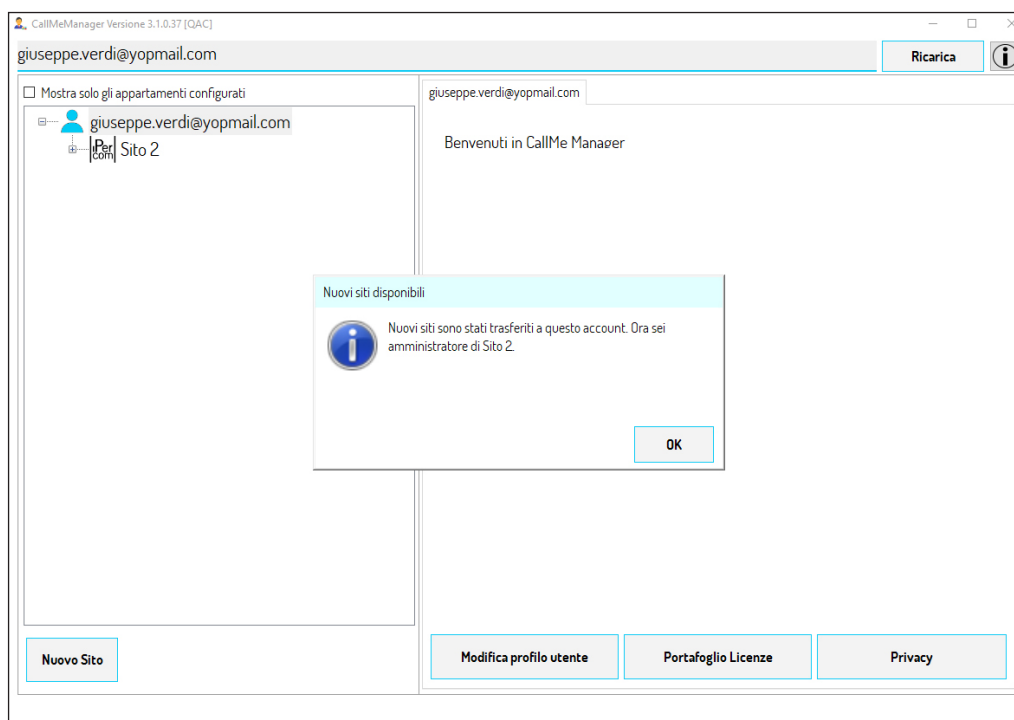 CallMeManager Versione 3.1.0.37 [QAC]
giuseppe.verdi@yopmail.com
Ricarica
Mostra solo gli appartamenti configurati
giuseppe.verdi@yopmail.com
giuseppe.verdi@yopmail.com
IPer
com
Sito 2
Benvenuti in CallMe Manager
Nuovi siti disponibili
Nuovi siti sono stati trasferiti a questo account. Ora sei
amministratore di Sito 2.
OK
Nuovo Sito
Modifica profilo utente
Portafoglio Licenze
Privacy